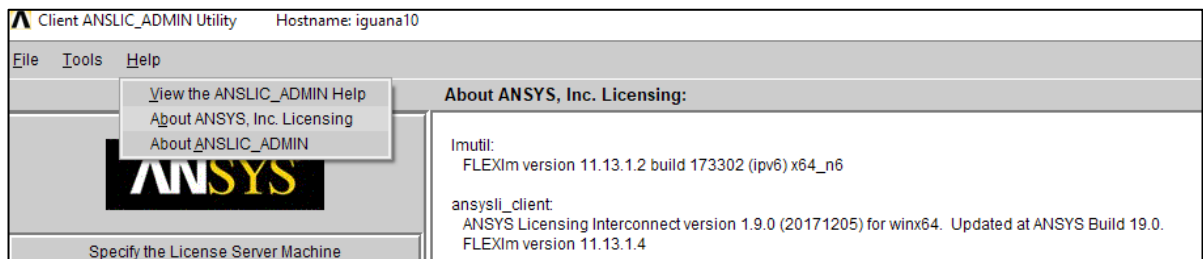 Client ANSLIC_ADMIN Utility Hostname: iguana10
File Tools Help
View the ANSLIC_ADMIN Help
About ANSYS, Inc. Licensing
About ANSLIC_ADMIN
ANSYS
Specify the License Server Machine
About ANSYS, Inc. Licensing:
lmutil:
FLEXlm version 11.13.1.2 build 173302 (ipv6) x64_n6
ansysli_client:
ANSYS Licensing Interconnect version 1.9.0 (20171205) for winx64. Updated at ANSYS Build 19.0.
FLEXlm version 11.13.1.4